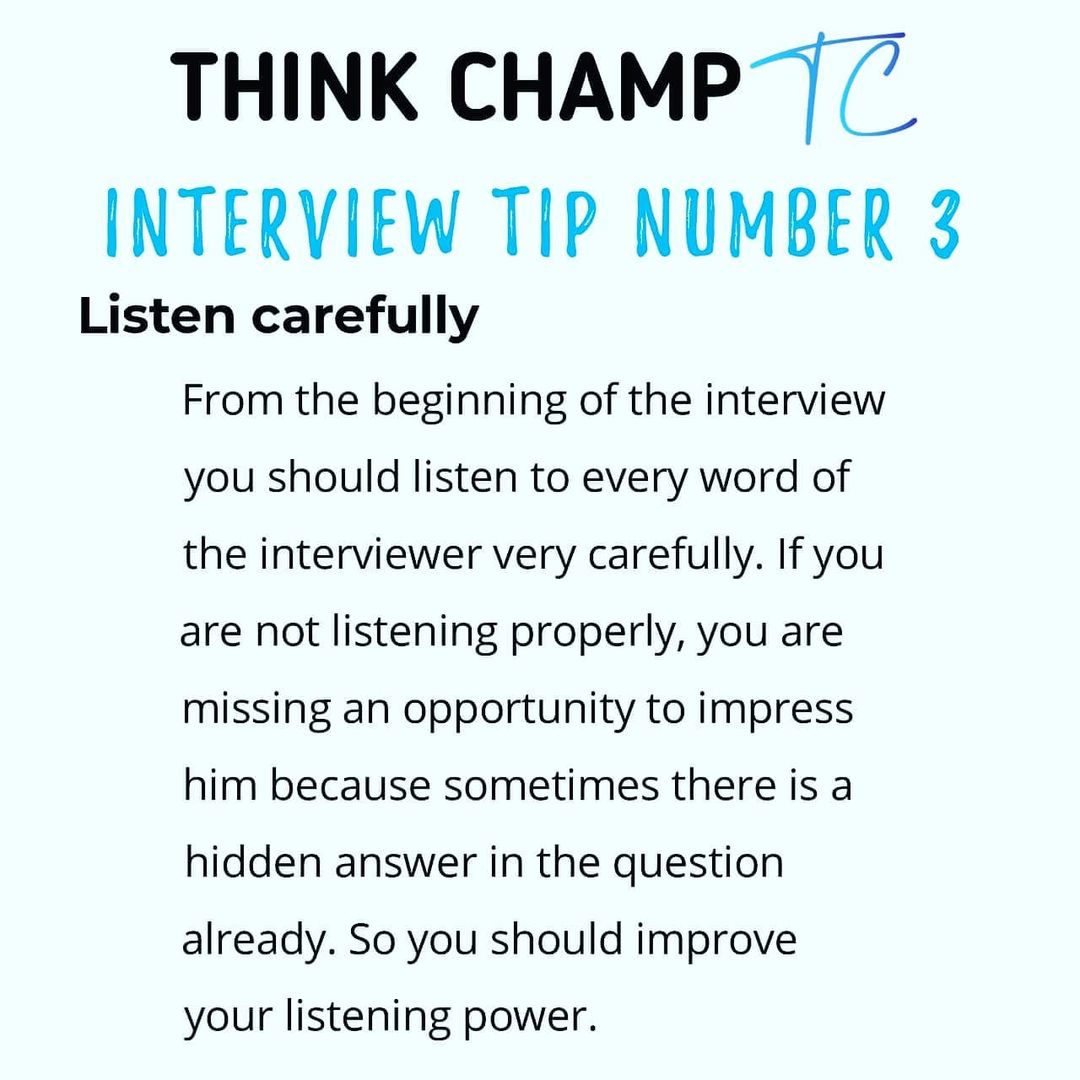 THINK CHAMP TC
INTERVIEW TIP NUMBER 3
Listen carefully
From the beginning of the interview
you should listen to every word of
the interviewer very carefully. If you
are not listening properly, you are
missing an opportunity to impress
him because sometimes there is a
hidden answer in the question
already. So you should improve
your listening power.